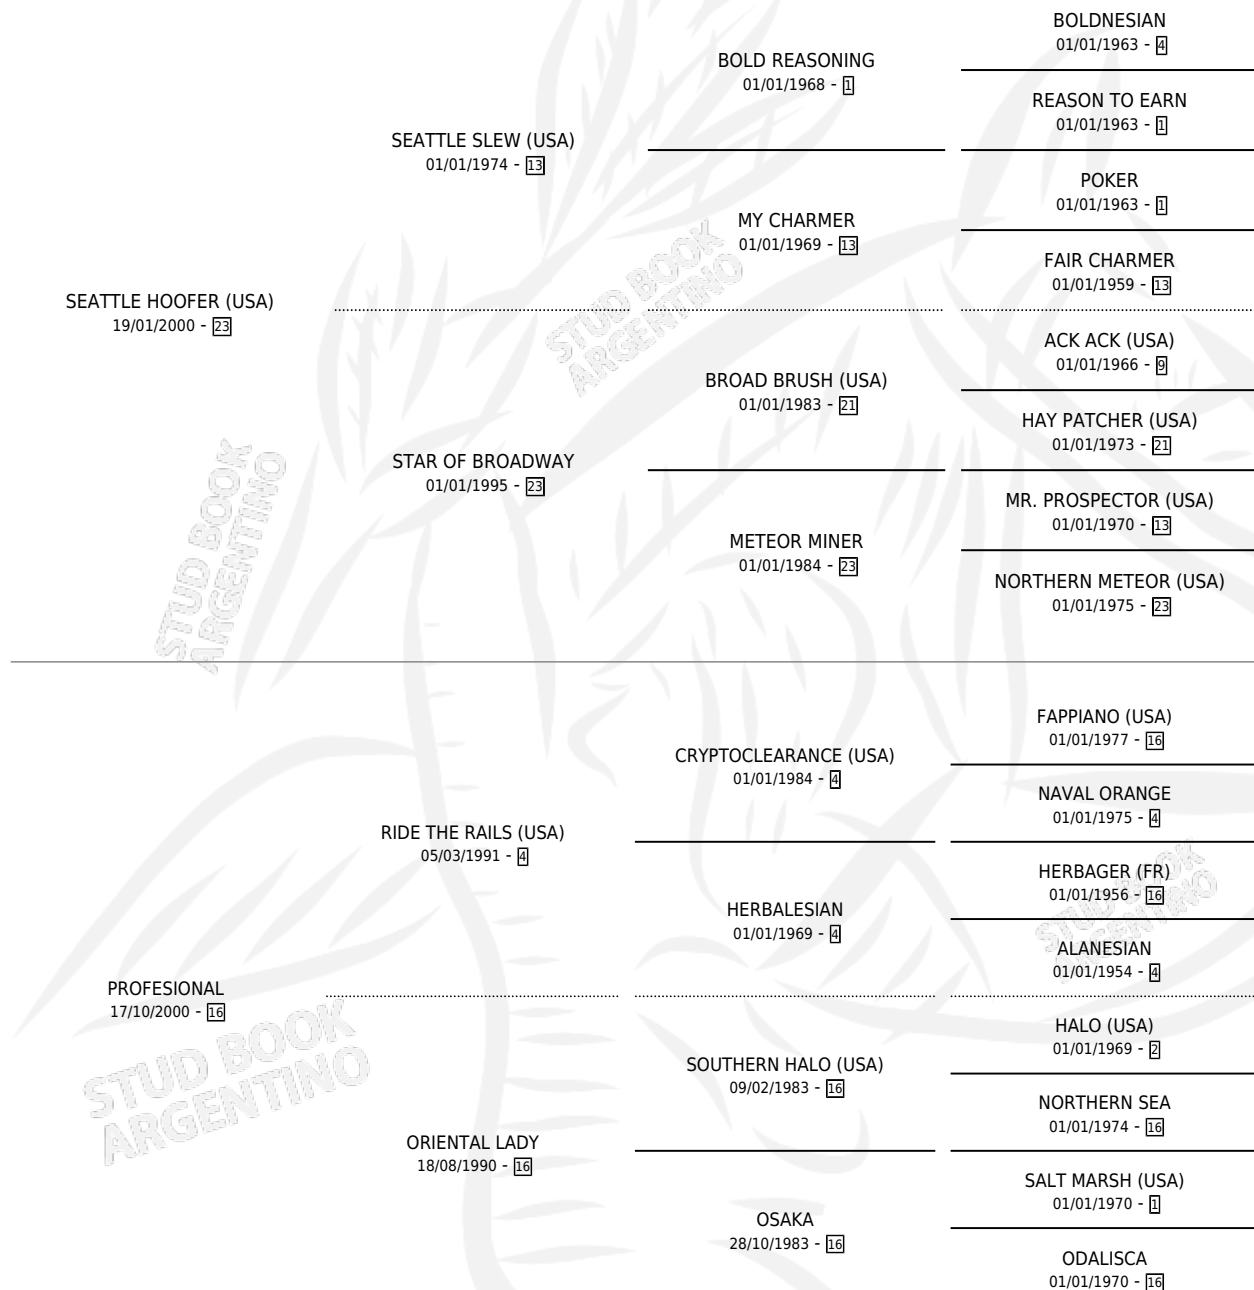 BOLDNESIAN
01/01/1963 - 4
BOLD REASONING
01/01/1968 - 1
REASON TO EARN
01/01/1963 - 1
SEATTLE SLEW (USA)
01/01/1974 - 13
POKER
01/01/1963 - 1
MY CHARMER
01/01/1969 - 13
FAIR CHARMER
01/01/1959 - 13
SEATTLE HOOFER (USA)
19/01/2000 - 23
STUD BOOK
ARGENTINO
ACK ACK (USA)
01/01/1966 - 9
BROAD BRUSH (USA)
01/01/1983 - 21
HAY PATCHER (USA)
01/01/1973 - 21
STAR OF BROADWAY
01/01/1995 - 23
MR. PROSPECTOR (USA)
01/01/1970 - 13
METEOR MINER
01/01/1984 - 23
NORTHERN METEOR (USA)
01/01/1975 - 23
STUD BOOK
ARGENTINO
FAPPIANO (USA)
01/01/1977 - 16
CRYPTOCLEARANCE (USA)
01/01/1984 - 4
NAVAL ORANGE
01/01/1975 - 4
RIDE THE RAILS (USA)
05/03/1991 - 4
HERBAGER (FR)
01/01/1956 - 16
HERBALESIAN
01/01/1969 - 4
ALANESIAN
01/01/1954 - 4
STUD BOOK
ARGENTINO
PROFESIONAL
17/10/2000 - 16
HALO (USA)
01/01/1969 - 2
SOUTHERN HALO (USA)
09/02/1983 - 16
NORTHERN SEA
01/01/1974 - 16
STUD BOOK
ARGENTINO
ORIENTAL LADY
18/08/1990 - 16
SALT MARSH (USA)
01/01/1970 - 1
OSAKA
28/10/1983 - 16
ODALISCA
01/01/1970 - 16